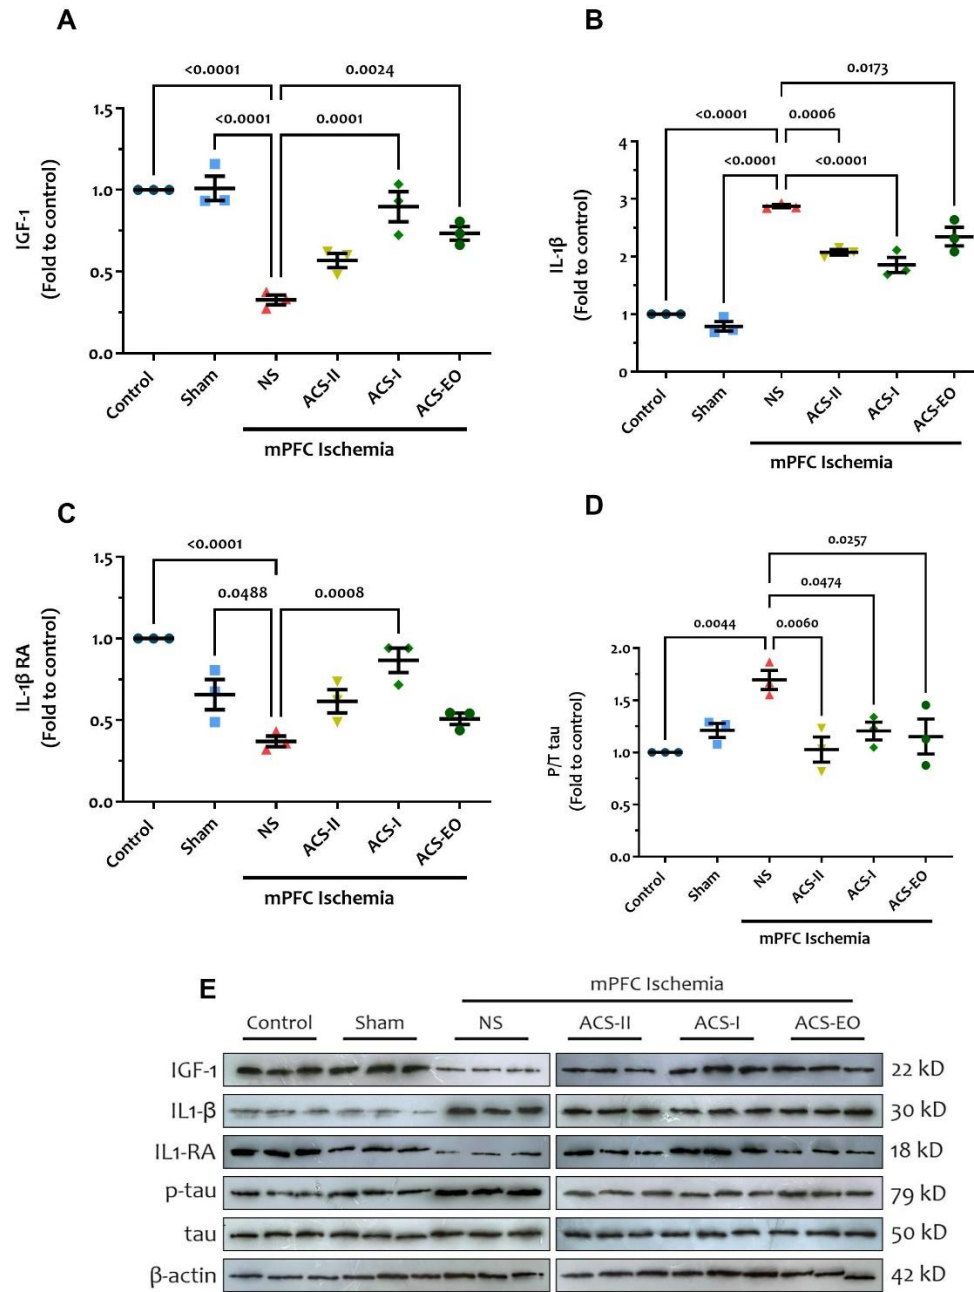 A
<0.0001
0.0024
<0.0001
0.0001
1.5
1.0
0.5
0.0
IGF-1
(Fold to control)
Control
Sham
NS
ACS-II
ACS-I
ACS-EO
mPFC Ischemia
B
0.0173
<0.0001
0.0006
<0.0001
<0.0001
4
3
2
1
0
IL-1β
(Fold to control)
Control
Sham
NS
ACS-II
ACS-I
ACS-EO
mPFC Ischemia
C
<0.0001
0.0488
0.0008
1.5
1.0
0.5
0.0
IL-1β RA
(Fold to control)
Control
Sham
NS
ACS-II
ACS-I
ACS-EO
mPFC Ischemia
D
0.0257
0.0474
0.0044
0.0060
2.0
1.5
1.0
0.5
0.0
P/T tau
(Fold to control)
Control
Sham
NS
ACS-II
ACS-I
ACS-EO
mPFC Ischemia
E
mPFC Ischemia
Control Sham NS ACS-II ACS-I ACS-EO
IGF-1 22 kD
IL1-β 30 kD
IL1-RA 18 kD
p-tau 79 kD
tau 50 kD
β-actin 42 kD